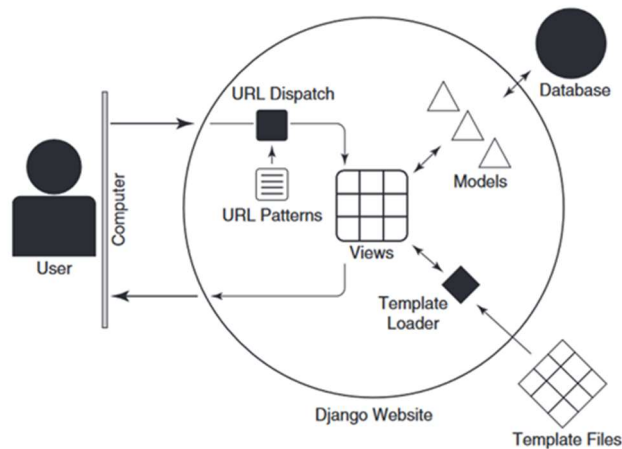 URL Dispatch
Database
URL Patterns
Models
Computer
User
Views
Template
Loader
Django Website
Template Files